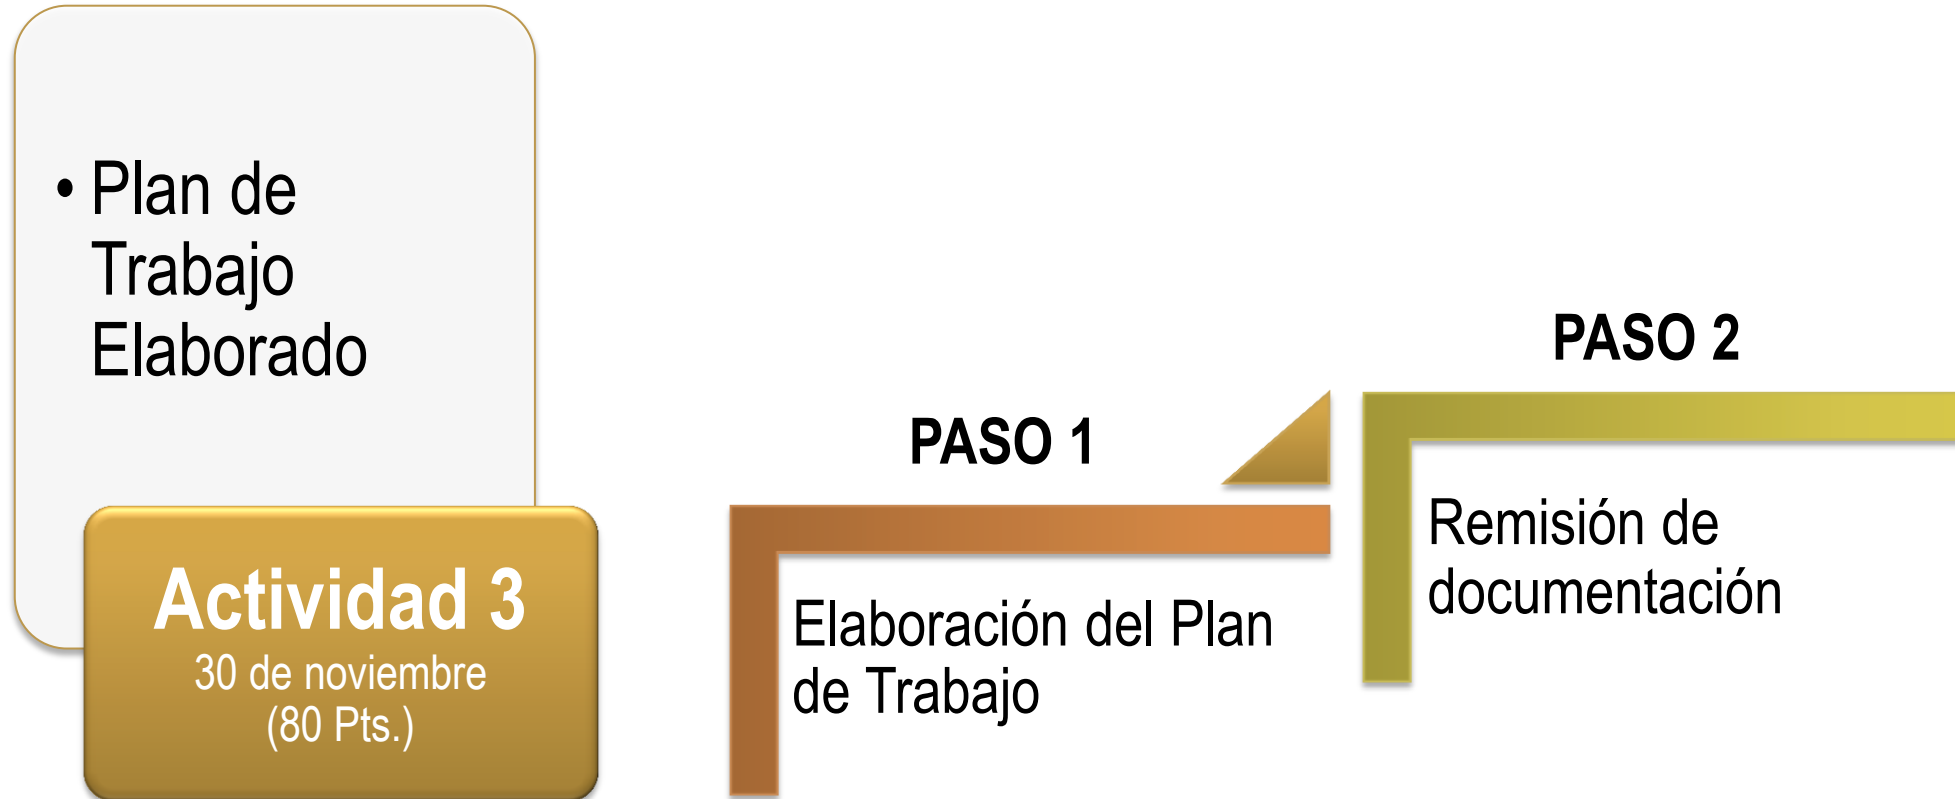 • Plan de
Trabajo
Elaborado
Actividad 3
30 de noviembre
(80 Pts.)
PASO 1
Elaboración del Plan
de Trabajo
PASO 2
Remisión de
documentación